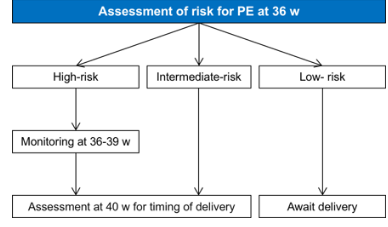 Assessment of risk for PE at 36 w
High-risk
Intermediate-risk
Low- risk
Monitoring at 36-39 w
Assessment at 40 w for timing of delivery
Await delivery